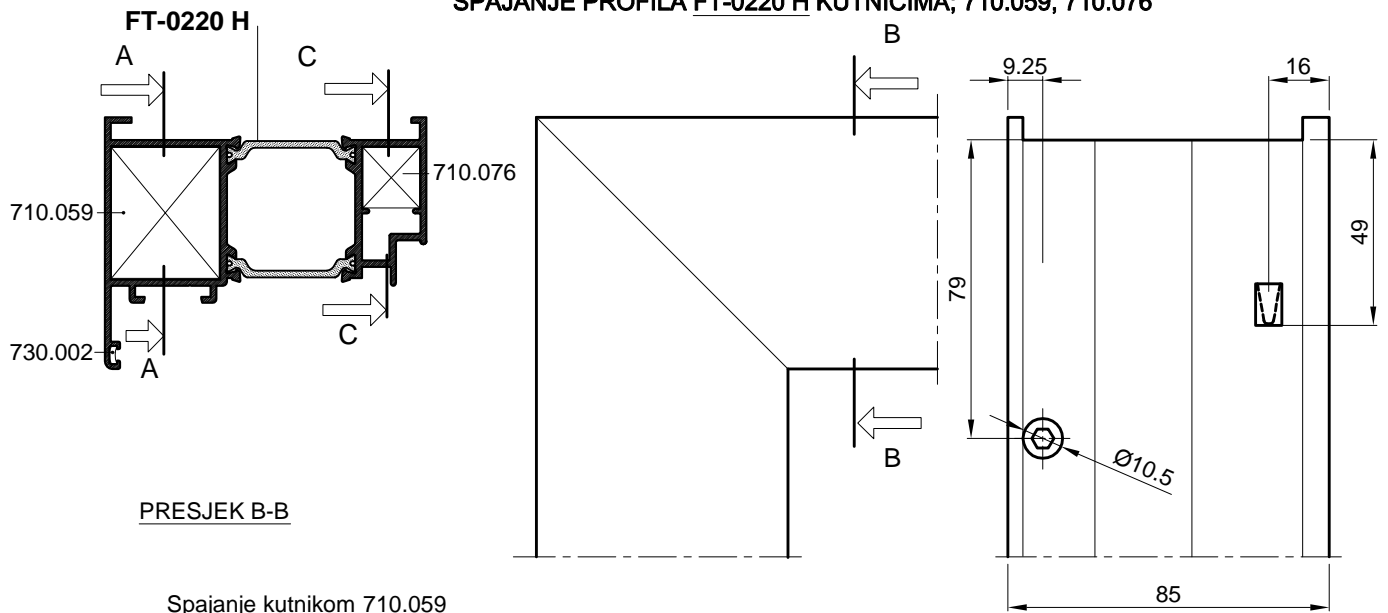 SPAJANJE PROFILA FT-0220 H KUTNICIMA; 710.059, 710.076
FT-0220 H
A
C
B
9.25
16
710.076
710.059
49
79
730.002
A
C
B
Ø10.5
PRESJEK B-B
85
Spajanje kutnikom 710.059